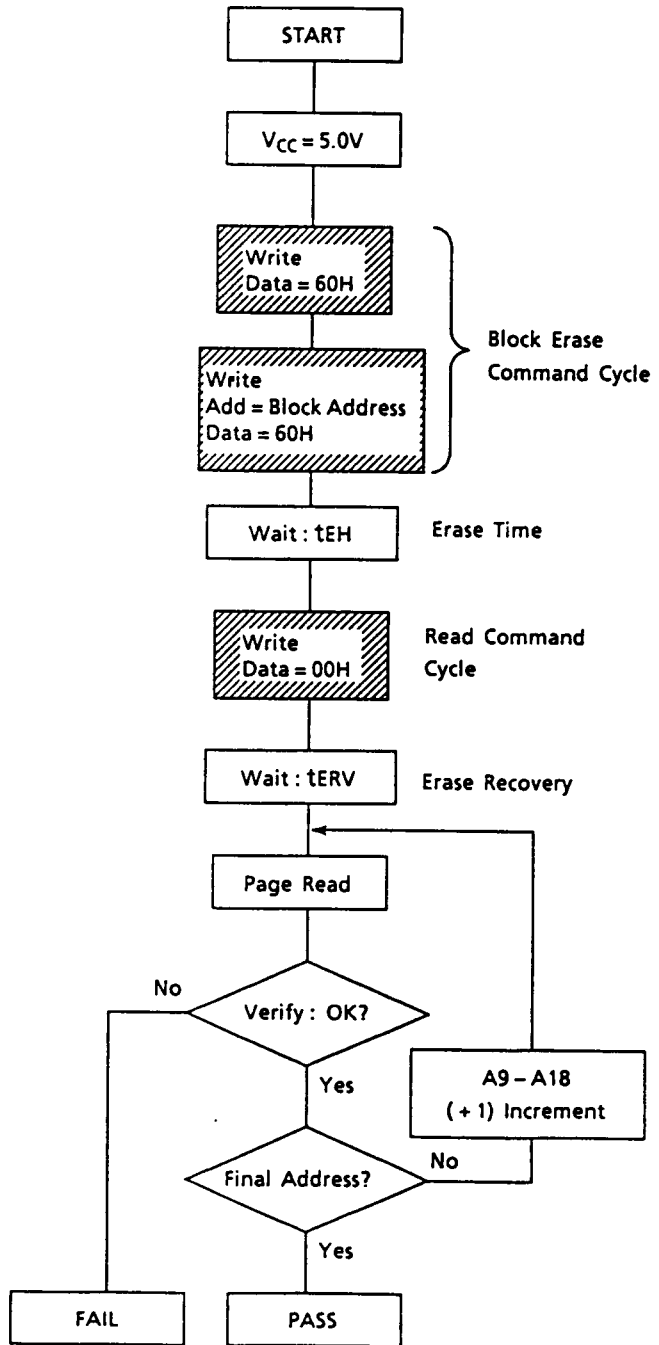 START
VCC = 5.0V
Write
Data = 60H
Block Erase
Command Cycle
Write
Add = Block Address
Data = 60H
Wait : tEH
Erase Time
Write
Data = 00H
Read Command
Cycle
Wait : tERV
Erase Recovery
Page Read
No
Verify : OK?
Yes
A9 – A18
( + 1) Increment
Final Address?
No
Yes
FAIL
PASS